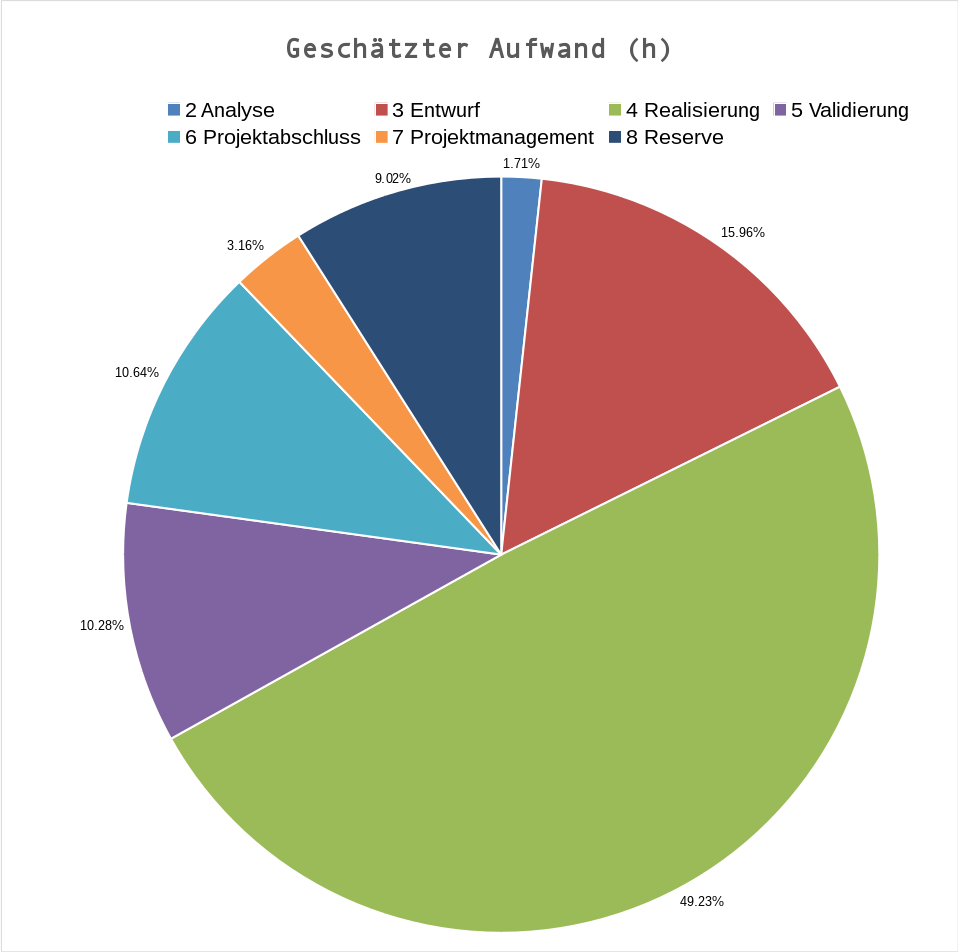 Geschätzter Aufwand (h)
2 Analyse 3 Entwurf 4 Realisierung 5 Validierung
6 Projektabschluss 7 Projektmanagement 8 Reserve
1.71%
9.02%
15.96%
3.16%
10.64%
10.28%
49.23%